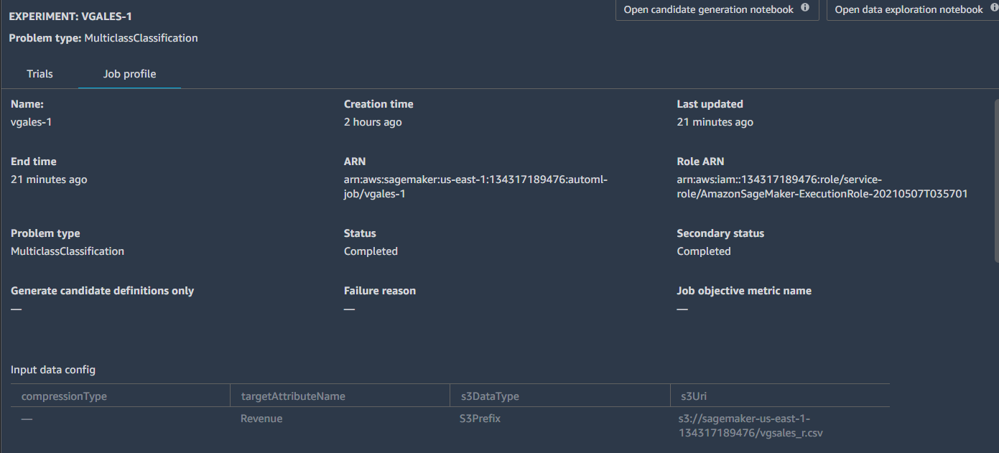 EXPERIMENT: VGALES-1
Open candidate generation notebook
Open data exploration notebook
Problem type: MulticlassClassification
Trials
Job profile
Name:
vgales-1
Creation time
2 hours ago
Last updated
21 minutes ago
End time
21 minutes ago
ARN
arn:aws:sagemaker:us-east-1:134317189476:automl-
job/vgales-1
Role ARN
arn:aws:iam::134317189476:role/service-
role/AmazonSageMaker-ExecutionRole-20210507T035701
Problem type
MulticlassClassification
Status
Completed
Secondary status
Completed
Generate candidate definitions only
—
Failure reason
—
Job objective metric name
—
Input data config
compressionType
targetAttributeName
s3DataType
s3Uri
—
Revenue
S3Prefix
s3://sagemaker-us-east-1-
134317189476/vgsales_r.csv